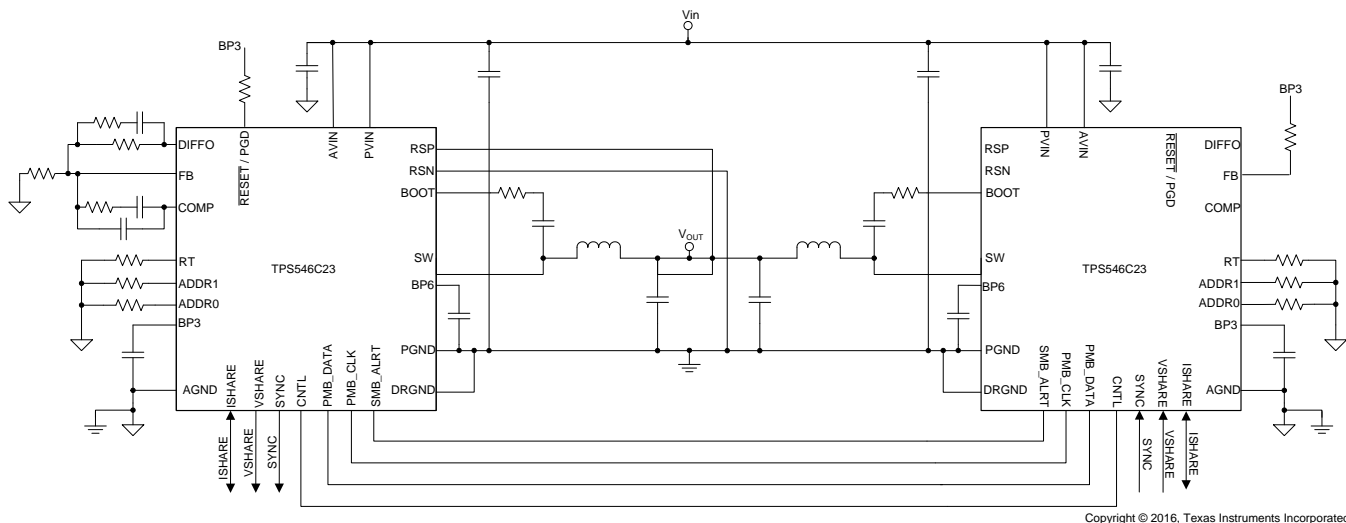 Vin
BP3
BP3
RESET / PGD
AVIN
PVIN
DIFFO
FB
COMP
RT
ADDR1
ADDR0
BP3
AGND
TPS546C23
RSP
RSN
BOOT
SW
BP6
PGND
DRGND
ISHARE
VSHARE
SYNC
CNTL
PMB_DATA
PMB_CLK
SMB_ALRT
ISHARE
VSHARE
SYNC
VOUT
PVIN
AVIN
RESET / PGD
RSP
RSN
BOOT
SW
BP6
PGND
DRGND
TPS546C23
DIFFO
FB
COMP
RT
ADDR1
ADDR0
BP3
AGND
SMB_ALRT
PMB_CLK
PMB_DATA
CNTL
SYNC
VSHARE
ISHARE
SYNC
VSHARE
ISHARE
Copyright © 2016, Texas Instruments Incorporated